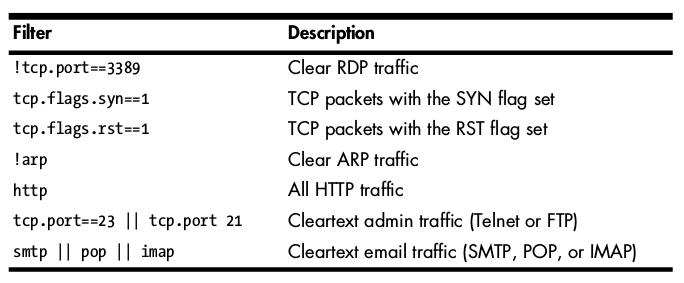 Filter Description
!tcp.port==3389 Clear RDP traffic
tcp.flags.syn==1 TCP packets with the SYN flag set
tcp.flags.rst==1 TCP packets with the RST flag set
!arp Clear ARP traffic
http All HTTP traffic
tcp.port==23 || tcp.port 21 Cleartext admin traffic (Telnet or FTP)
smtp || pop || imap Cleartext email traffic (SMTP, POP, or IMAP)